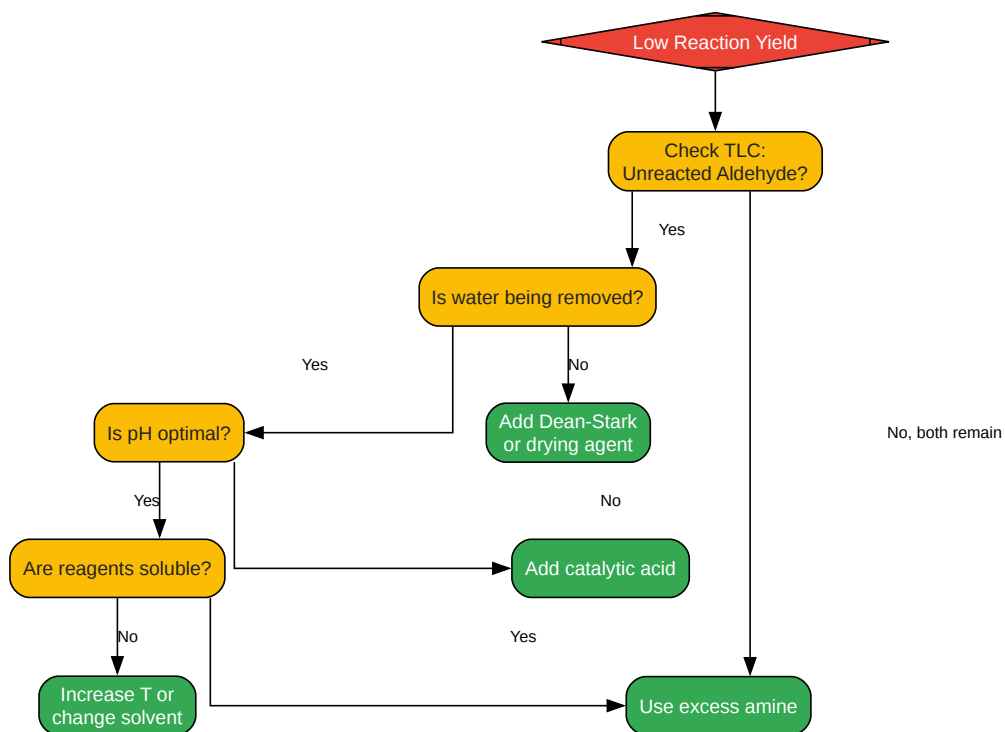 Low Reaction Yield
Check TLC:
Unreacted Aldehyde?
Yes
Is water being removed?
Yes
No
Is pH optimal?
Add Dean-Stark
or drying agent
No, both remain
Yes
No
Are reagents soluble?
Add catalytic acid
No
Yes
Increase T or
change solvent
Use excess amine